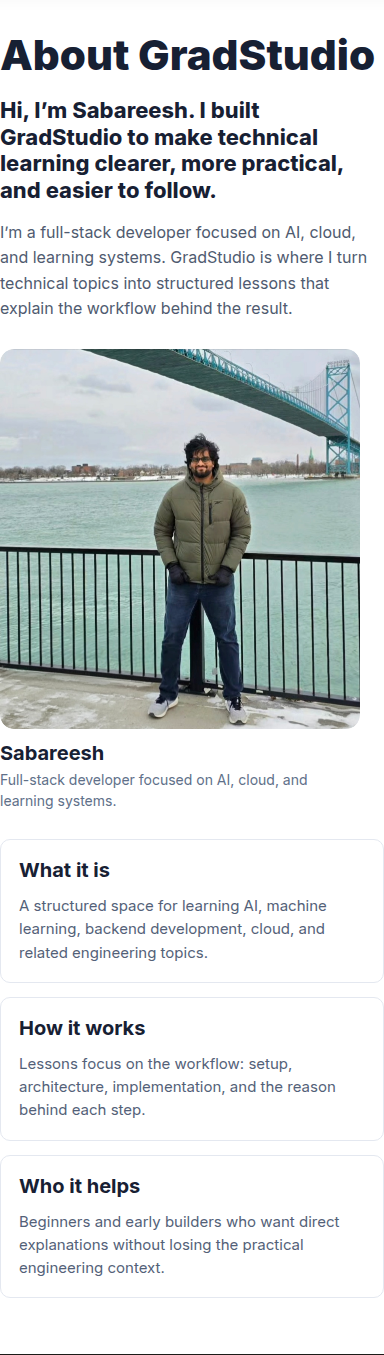 About GradStudio
Hi, I’m Sabareesh. I built
GradStudio to make technical
learning clearer, more practical,
and easier to follow.
I’m a full-stack developer focused on AI, cloud,
and learning systems. GradStudio is where I turn
technical topics into structured lessons that
explain the workflow behind the result.
Sabareesh
Full-stack developer focused on AI, cloud, and
learning systems.
What it is
A structured space for learning AI, machine
learning, backend development, cloud, and
related engineering topics.
How it works
Lessons focus on the workflow: setup,
architecture, implementation, and the reason
behind each step.
Who it helps
Beginners and early builders who want direct
explanations without losing the practical
engineering context.